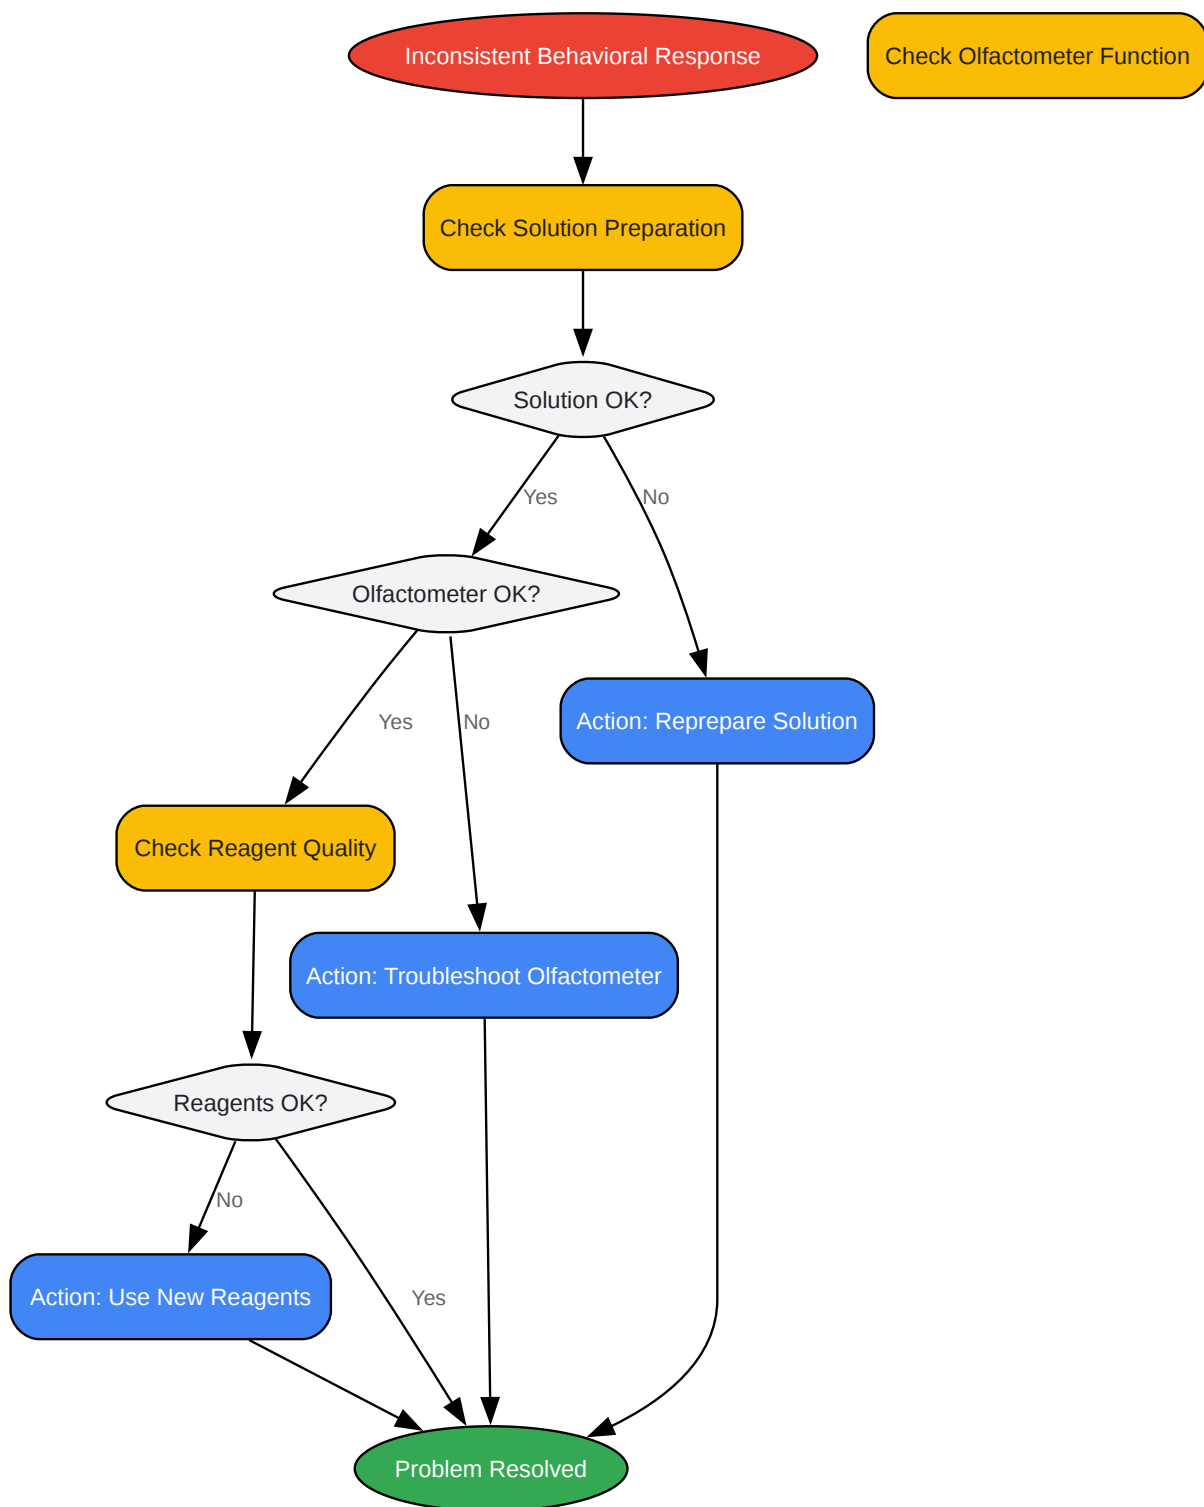 Inconsistent Behavioral Response
Check Olfactometer Function
Check Solution Preparation
Solution OK?
Yes
No
Olfactometer OK?
Yes
No
Action: Reprepare Solution
Check Reagent Quality
Action: Troubleshoot Olfactometer
Reagents OK?
No
Action: Use New Reagents
Yes
Problem Resolved